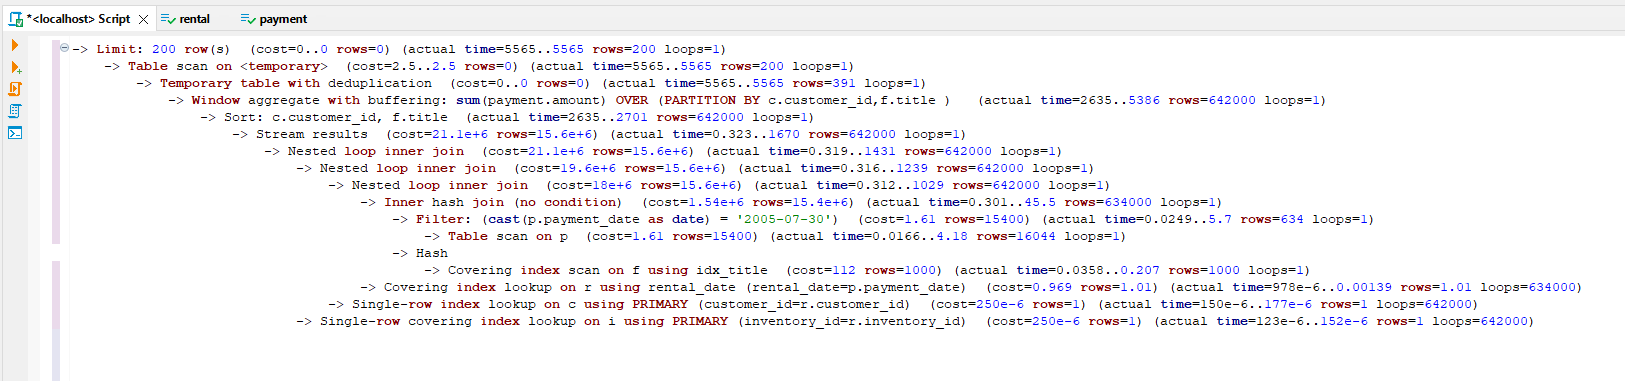 *<localhost> Script
rental
payment
-> Limit: 200 row(s)  (cost=0..0 rows=0) (actual time=5565..5565 rows=200 loops=1)
-> Table scan on <temporary>  (cost=2.5..2.5 rows=0) (actual time=5565..5565 rows=200 loops=1)
-> Temporary table with deduplication  (cost=0..0 rows=0) (actual time=5565..5565 rows=391 loops=1)
-> Window aggregate with buffering: sum(payment.amount) OVER (PARTITION BY c.customer_id,f.title )   (actual time=2635..5386 rows=642000 loops=1)
-> Sort: c.customer_id, f.title  (actual time=2635..2701 rows=642000 loops=1)
-> Stream results  (cost=21.1e+6 rows=15.6e+6) (actual time=0.323..1670 rows=642000 loops=1)
-> Nested loop inner join  (cost=21.1e+6 rows=15.6e+6) (actual time=0.319..1431 rows=642000 loops=1)
-> Nested loop inner join  (cost=19.6e+6 rows=15.6e+6) (actual time=0.316..1239 rows=642000 loops=1)
-> Nested loop inner join  (cost=18e+6 rows=15.6e+6) (actual time=0.312..1029 rows=642000 loops=1)
-> Inner hash join (no condition)  (cost=1.54e+6 rows=15.4e+6) (actual time=0.301..45.5 rows=634000 loops=1)
-> Filter: (cast(p.payment_date as date) = '2005-07-30')  (cost=1.61 rows=15400) (actual time=0.0249..5.7 rows=634 loops=1)
-> Table scan on p  (cost=1.61 rows=15400) (actual time=0.0166..4.18 rows=16044 loops=1)
-> Hash
-> Covering index scan on f using idx_title  (cost=112 rows=1000) (actual time=0.0358..0.207 rows=1000 loops=1)
-> Covering index lookup on r using rental_date (rental_date=p.payment_date)  (cost=0.969 rows=1.01) (actual time=978e-6..0.00139 rows=1.01 loops=634000)
-> Single-row index lookup on c using PRIMARY (customer_id=r.customer_id)  (cost=250e-6 rows=1) (actual time=150e-6..177e-6 rows=1 loops=642000)
-> Single-row covering index lookup on i using PRIMARY (inventory_id=r.inventory_id)  (cost=250e-6 rows=1) (actual time=123e-6..152e-6 rows=1 loops=642000)